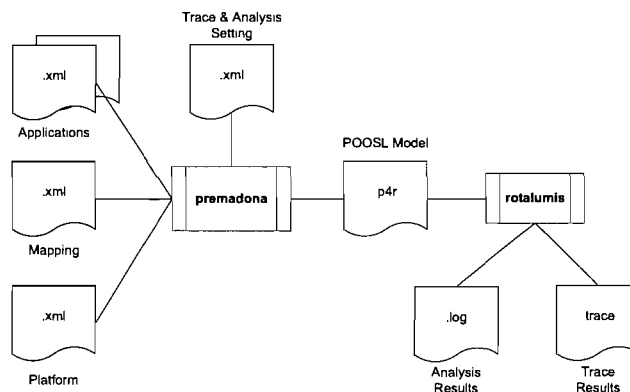 Trace & Analysis
Setting
.xml
.xml
Applications
POOSL Model
.xml
premadona
p4r
rotalumis
Mapping
.xml
.log
trace
Platform
Analysis
Results
Trace
Results